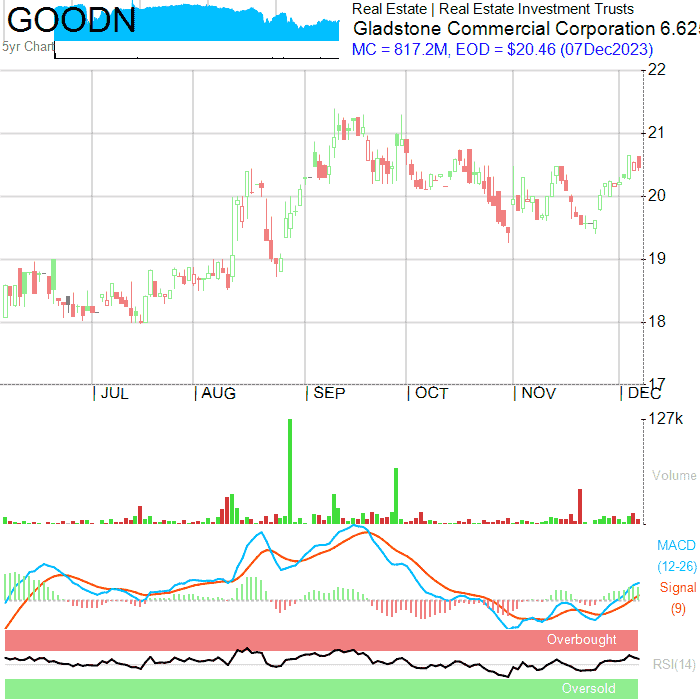 GOODN
5yr Chart
Real Estate | Real Estate Investment Trusts
Gladstone Commercial Corporation 6.62
MC = 817.2M, EOD = $20.46 (07Dec2023)
22
21
20
19
18
17
JUL AUG SEP OCT NOV DEC
127k
Volume
MACD
(12-26)
Signal
(9)
Overbought
RSI(14)
Oversold